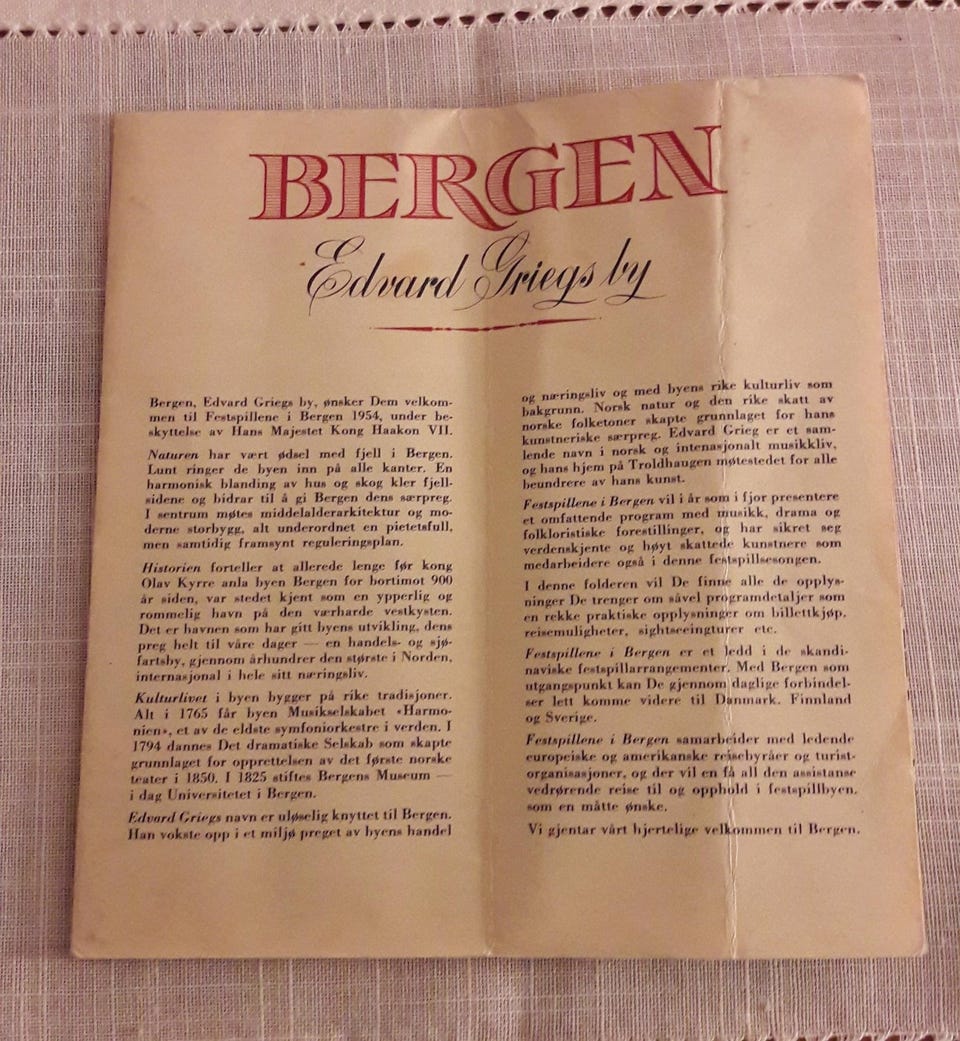 BERGEN
Edvard Griegs by
Bergen, Edvard Griegs by, ønsker Dem velkom-
men til Festspillene i Bergen 1954, under be-
skyttelse av Hans Majestet Kong Haakon VII.
Naturen har vært ødsel med fjell i Bergen.
Lunt ringer de byen inn på alle kanter. En
harmonisk blanding av hus og skog kler fjell-
sidene og bidrar til å gi Bergen dens særpreg.
I sentrum møtes middelalderarkitektur og mo-
derne storbygg, alt underordnet en pietetsfull,
men samtidig framsynt reguleringsplan.
Historien forteller at allerede lenge før kong
Olav Kyrre anla byen Bergen for bortimot 900
år siden, var stedet kjent som en ypperlig og
rommelig havn på den værharde vestkysten.
Det er havnen som har gitt byens utvikling, dens
preg helt til våre dager — en handels- og sjø-
fartsby, gjennom århundrer den største i Norden,
internasjonal i hele sitt næringsliv.
Kulturlivet i byen bygger på rike tradisjoner.
Alt i 1765 får byen Musikselskabet «Harmo-
nien», et av de eldste symfoniorkestre i verden. I
1794 dannes Det dramatiske Selskab som skapte
grunnlaget for opprettelsen av det første norske
teater i 1850. I 1825 stiftes Bergens Museum —
i dag Universitetet i Bergen.
Edvard Griegs navn er uløselig knyttet til Bergen.
Han vokste opp i et miljø preget av byens handel
og næringsliv og med byens rike kulturliv som
bakgrunn. Norsk natur og den rike skatt av
norske folketoner skapte grunnlaget for hans
kunstneriske særpreg. Edvard Grieg er et sam-
lende navn i norsk og intenasjonalt musikkliv,
og hans hjem på Troldhaugen møtestedet for alle
beundrere av hans kunst.
Festspillene i Bergen vil i år som i fjor presentere
et omfattende program med musikk, drama og
folkloristiske forestillinger, og har sikret seg
verdenskjente og høyt skattede kunstnere som
medarbeidere også i denne festspillsesongen.
I denne folderen vil De finne alle de opplys-
ninger De trenger om såvel programdetaljer som
en rekke praktiske opplysninger om billettkjøp,
reisemuligheter, sightseeingturer etc.
Festspillene i Bergen er et ledd i de skandi-
naviske festspillarrangementer. Med Bergen som
utgangspunkt kan De gjennom daglige forbindel-
ser lett komme videre til Danmark, Finnland
og Sverige.
Festspillene i Bergen samarbeider med ledende
europeiske og amerikanske reisebyråer og turist-
organisasjoner, og der vil en få all den assistanse
vedrørende reise til og opphold i festspillbyen,
som en måtte ønske.
Vi gjentar vårt hjertelige velkommen til Bergen.